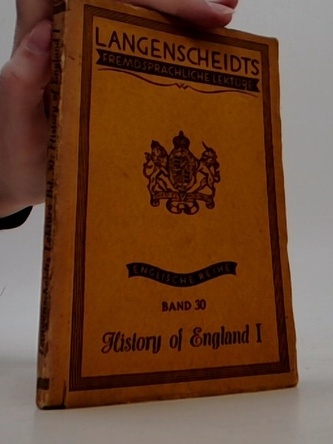 LANGENSCHEIDTS
FREMDSPRACHLICHE LEKTÜRE
ENGLISCHE REIHE
BAND 30
History of England I